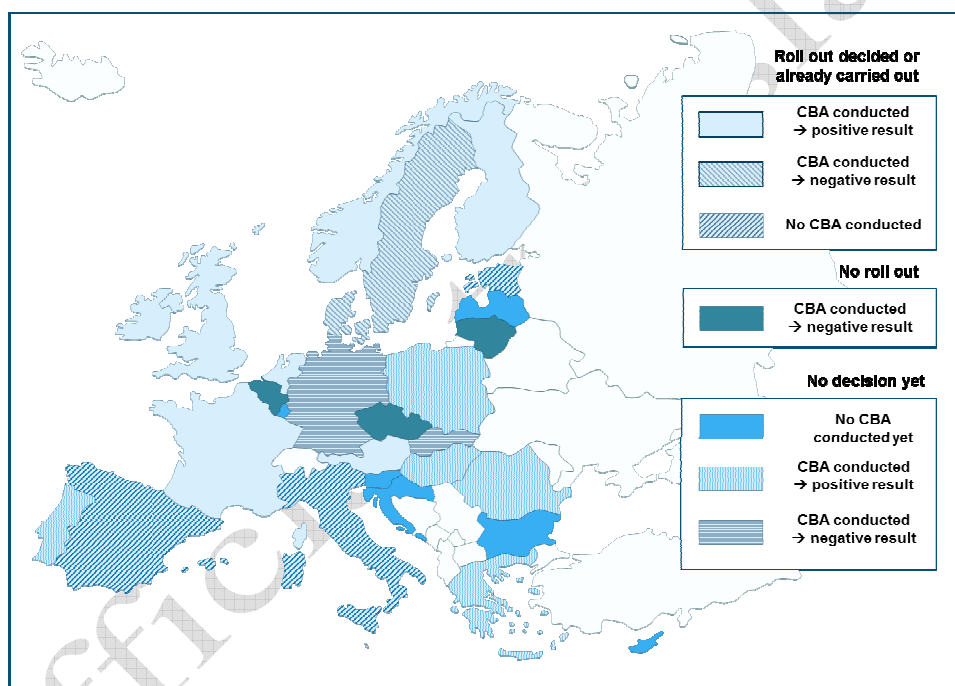 Roll out decided or
already carried out
CBA conducted
→ positive result
CBA conducted
→ negative result
No CBA conducted
No roll out
CBA conducted
→ negative result
No decision yet
No CBA
conducted yet
CBA conducted
→ positive result
CBA conducted
→ negative result